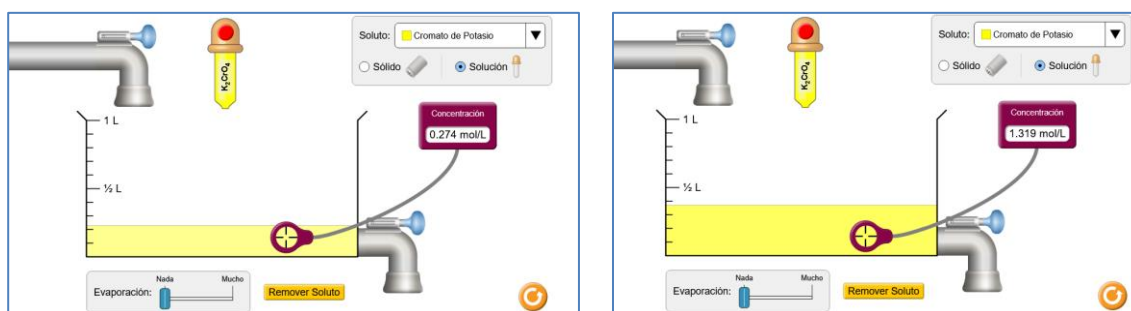 Soluto: Cromato de Potasio
Sólido
Solución
K₂CrO₄
Concentración
0.274 mol/L
1 L
½ L
Nada
Mucho
Evaporación:
Remover Soluto
Soluto: Cromato de Potasio
Sólido
Solución
K₂CrO₄
Concentración
1.319 mol/L
1 L
½ L
Nada
Mucho
Evaporación:
Remover Soluto